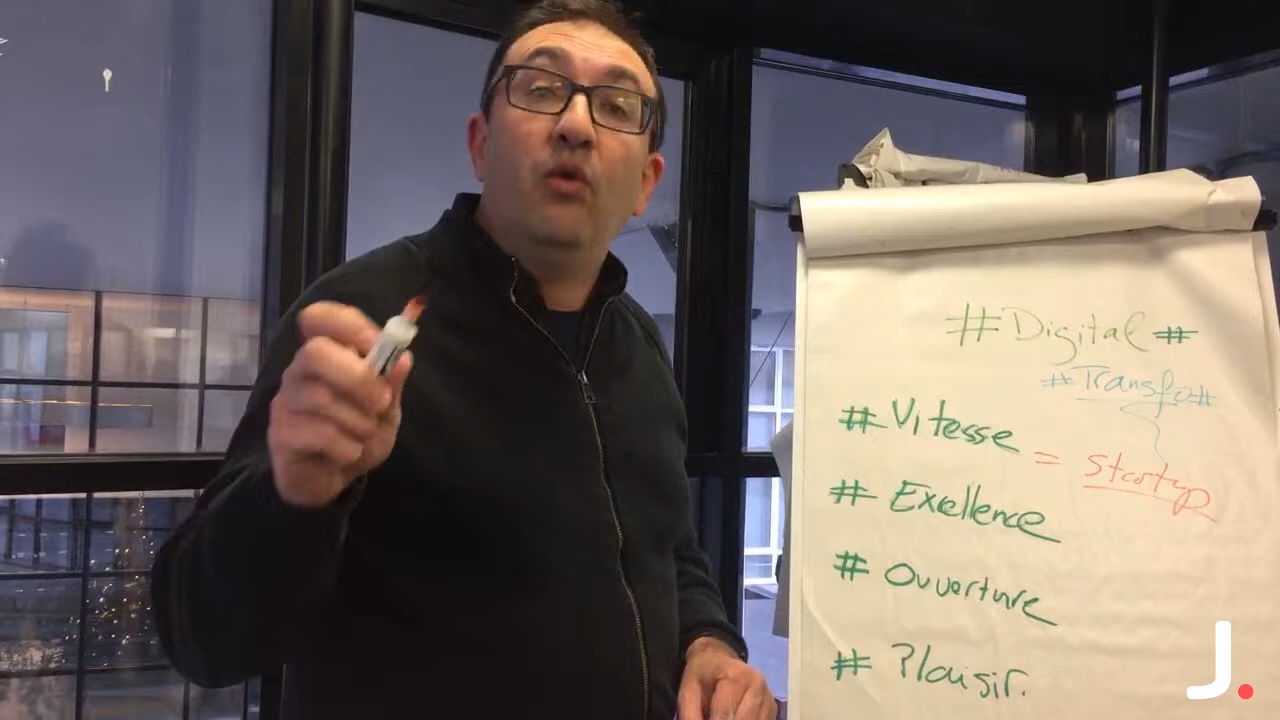 #Digital#
#Transfo#
#Vitesse
= Startup
# Exellence
# Ouverture
# Plaisir.
J.